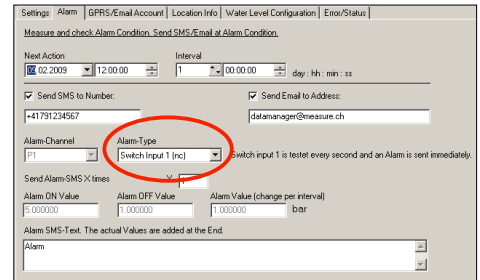 Settings Alarm GPRS/Email Account Location Info Water Level Configuration Error/Status
Measure and check Alarm Condition. Send SMS/Email at Alarm Condition.
Next Action Interval
09.02.2009 12:00:00 1 00:00:00 day : hh : min : ss
Send SMS to Number: Send Email to Address:
+41791234567 datamanager@measure.ch
Alarm-Channel Alarm-Type
P1 Switch Input 1 (nc) Switch input 1 is testet every second and an Alarm is sent immediately.
Send Alarm-SMS X times X
Alarm ON Value Alarm OFF Value Alarm Value (change per interval)
5.000000 1.000000 1.000000 bar
Alarm SMS-Text. The actual Values are added at the End.
Alarm